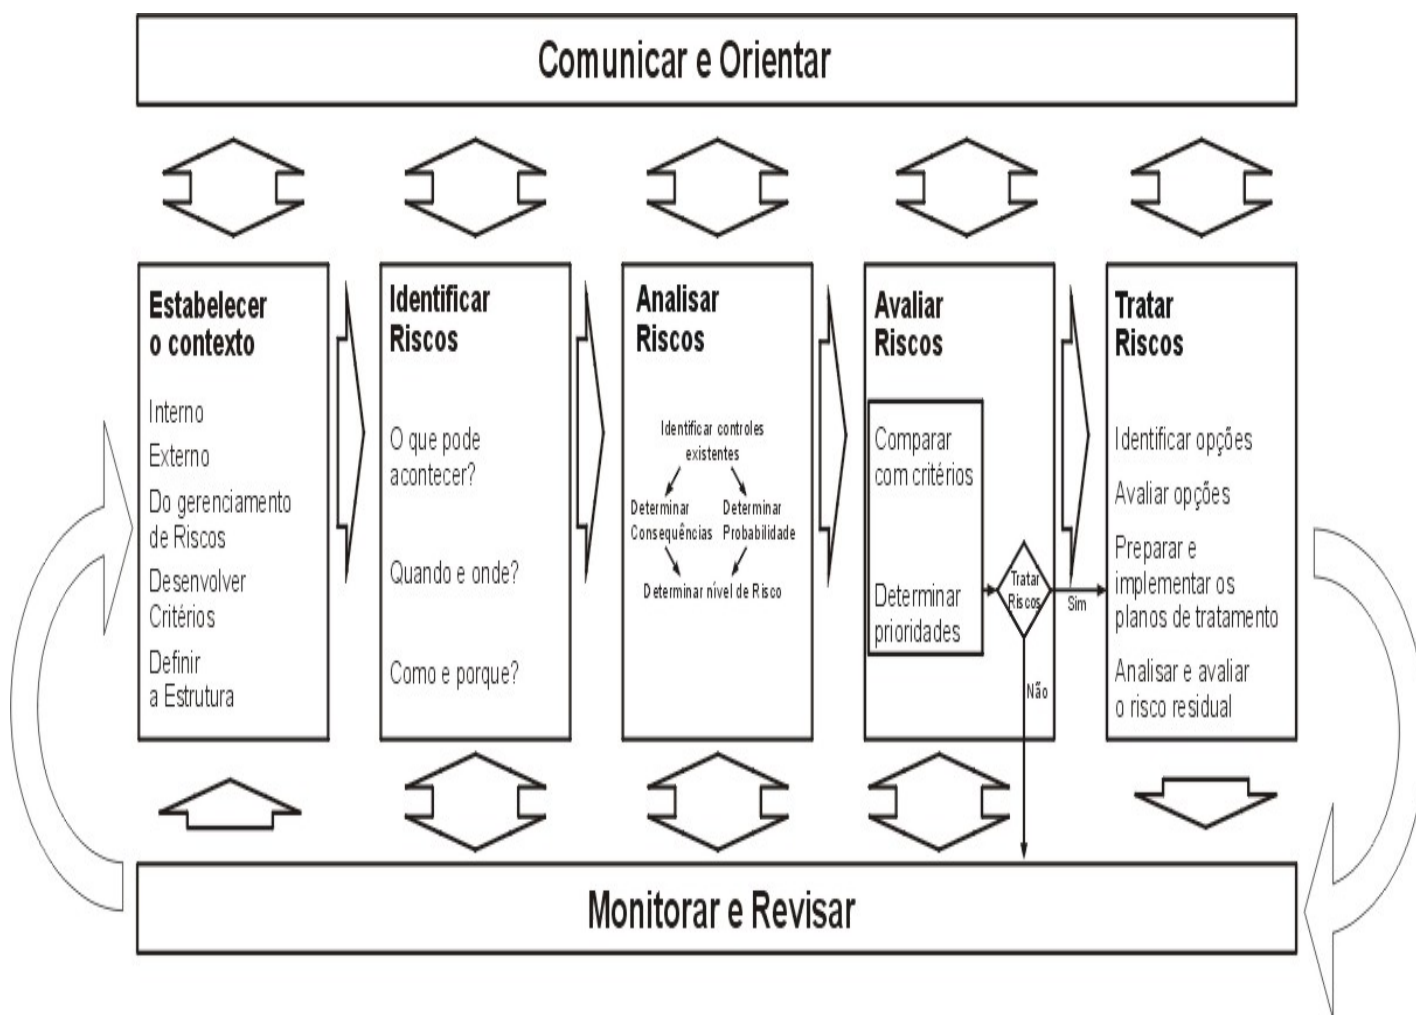 Comunicar e Orientar
Estabelecer
o contexto
Interno
Externo
Do gerenciamento
de Riscos
Desenvolver
Critérios
Definir
a Estrutura
Identificar
Riscos
O que pode
acontecer?
Quando e onde?
Como e porque?
Analisar
Riscos
Identificar controles
existentes
Determinar
Consequências
Determinar
Probabilidade
Determinar nível de Risco
Avaliar
Riscos
Comparar
com critérios
Determinar
prioridades
Tratar
Riscos
Sim
Não
Tratar
Riscos
Identificar opções
Avaliar opções
Preparar e
implementar os
planos de tratamento
Analisar e avaliar
o risco residual
Monitorar e Revisar